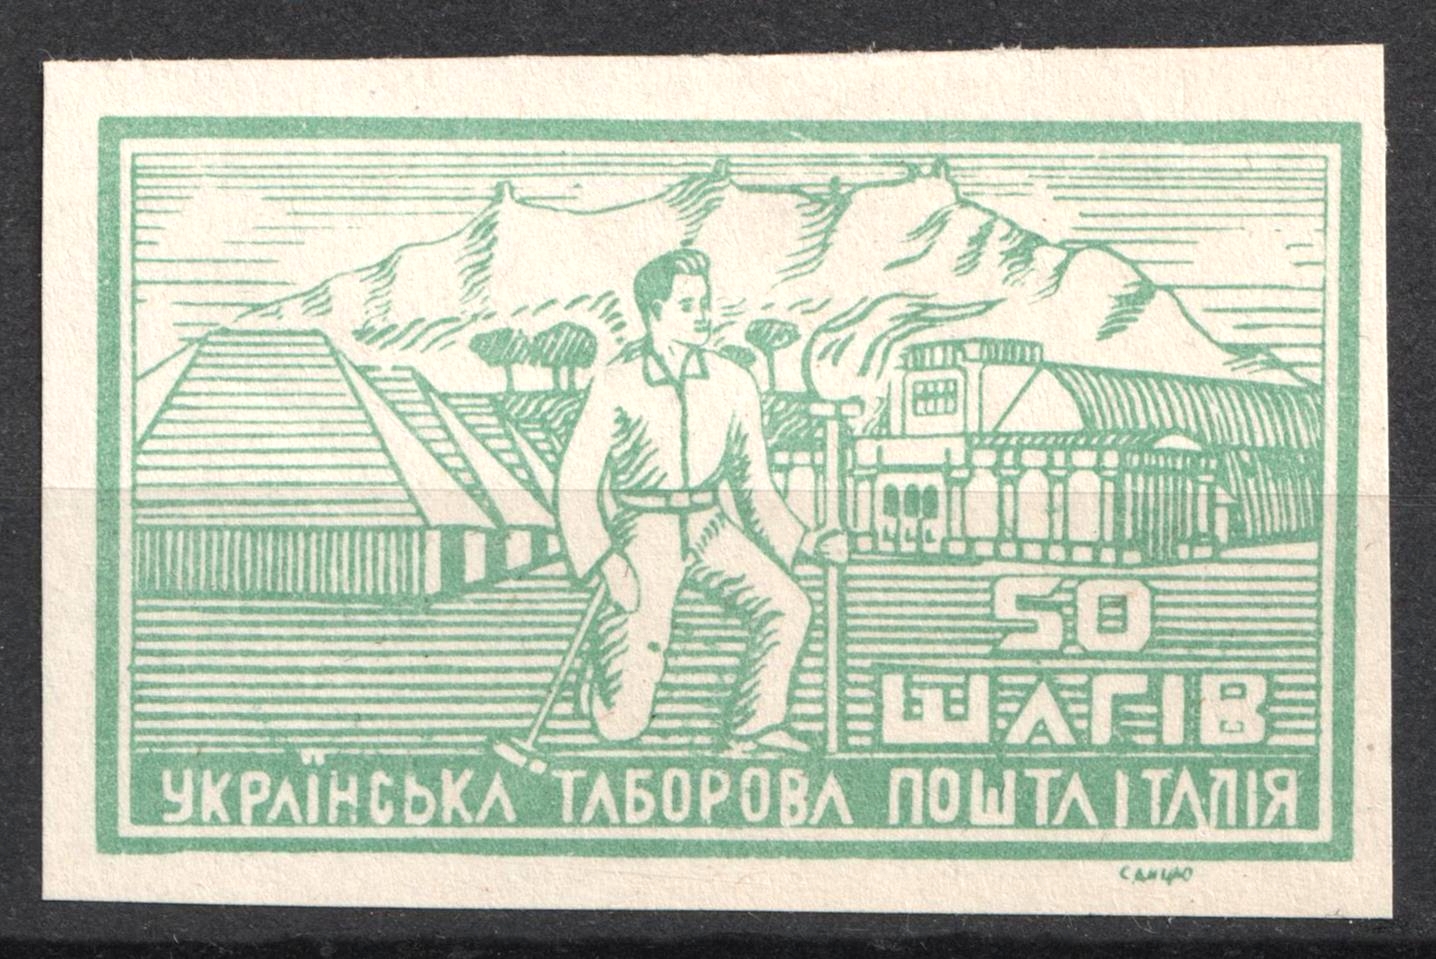 50
ШАГІВ
УКРАЇНСЬКА ТАБОРОВА ПОШТА ІТАЛІЯ